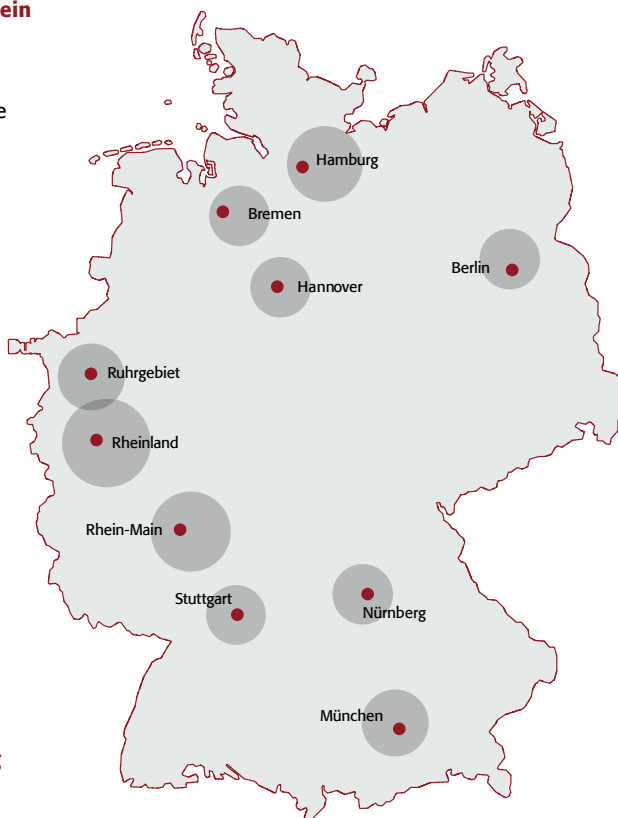 ein
e
Hamburg
Bremen
Berlin
Hannover
Ruhrgebiet
Rheinland
Rhein-Main
Stuttgart
Nürnberg
München